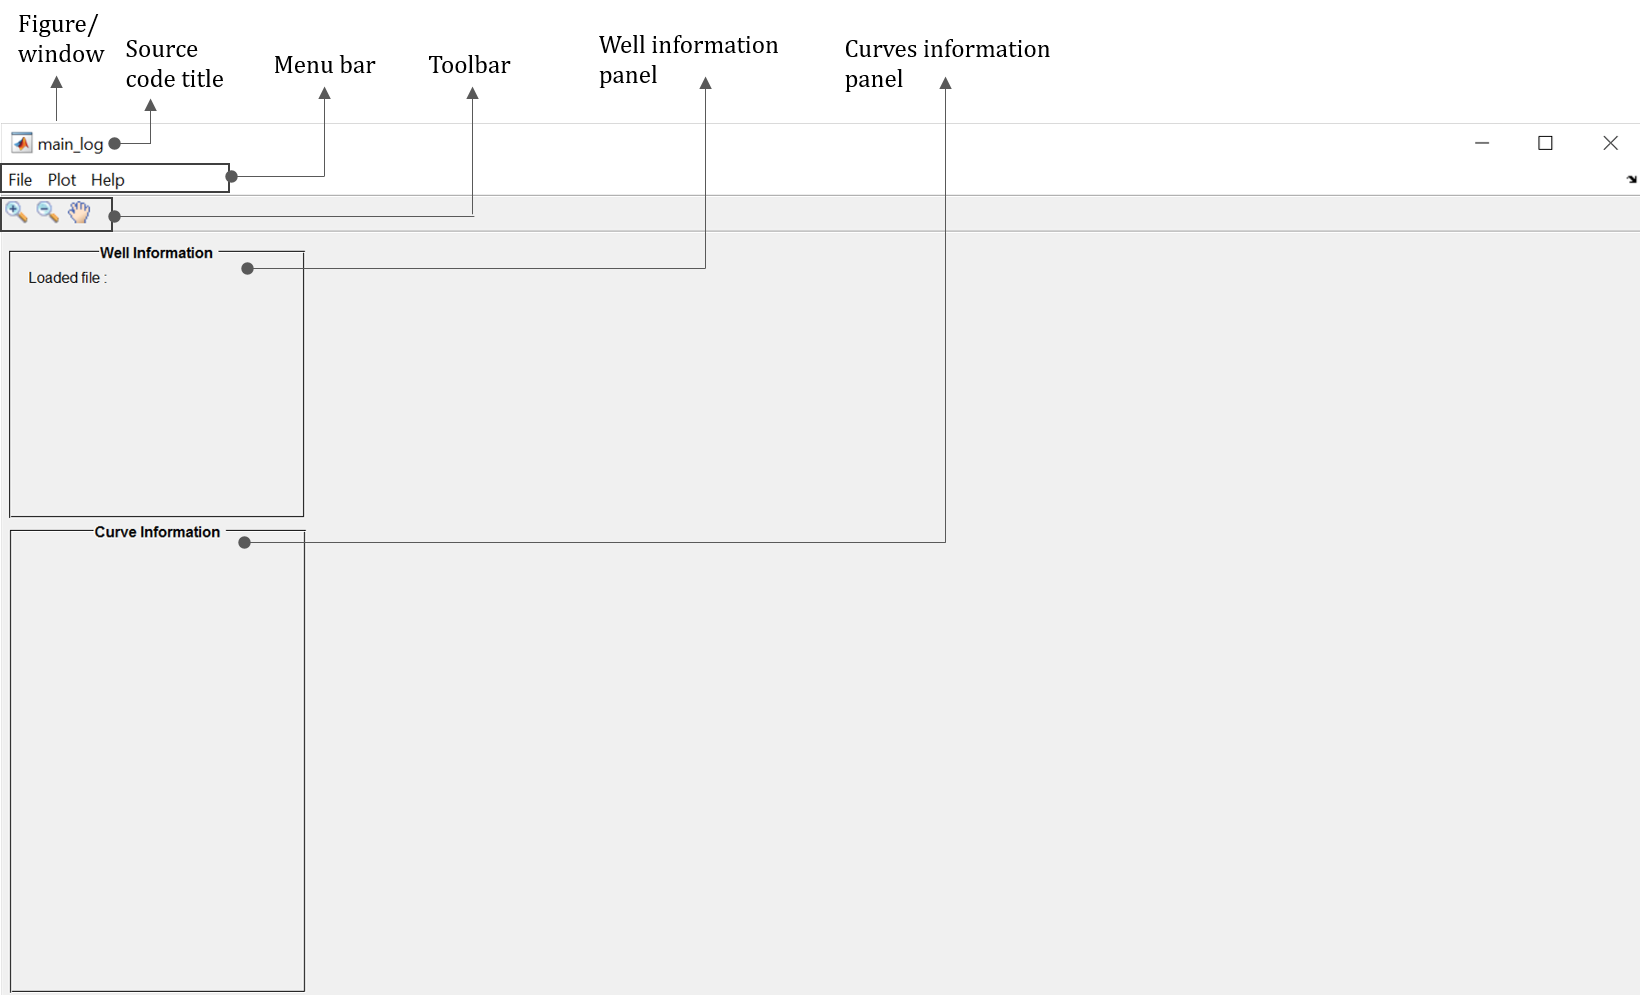 Figure/
window
Source
code title
Menu bar
Toolbar
Well information
panel
Curves information
panel
main_log
File Plot Help
Well Information
Loaded file :
Curve Information